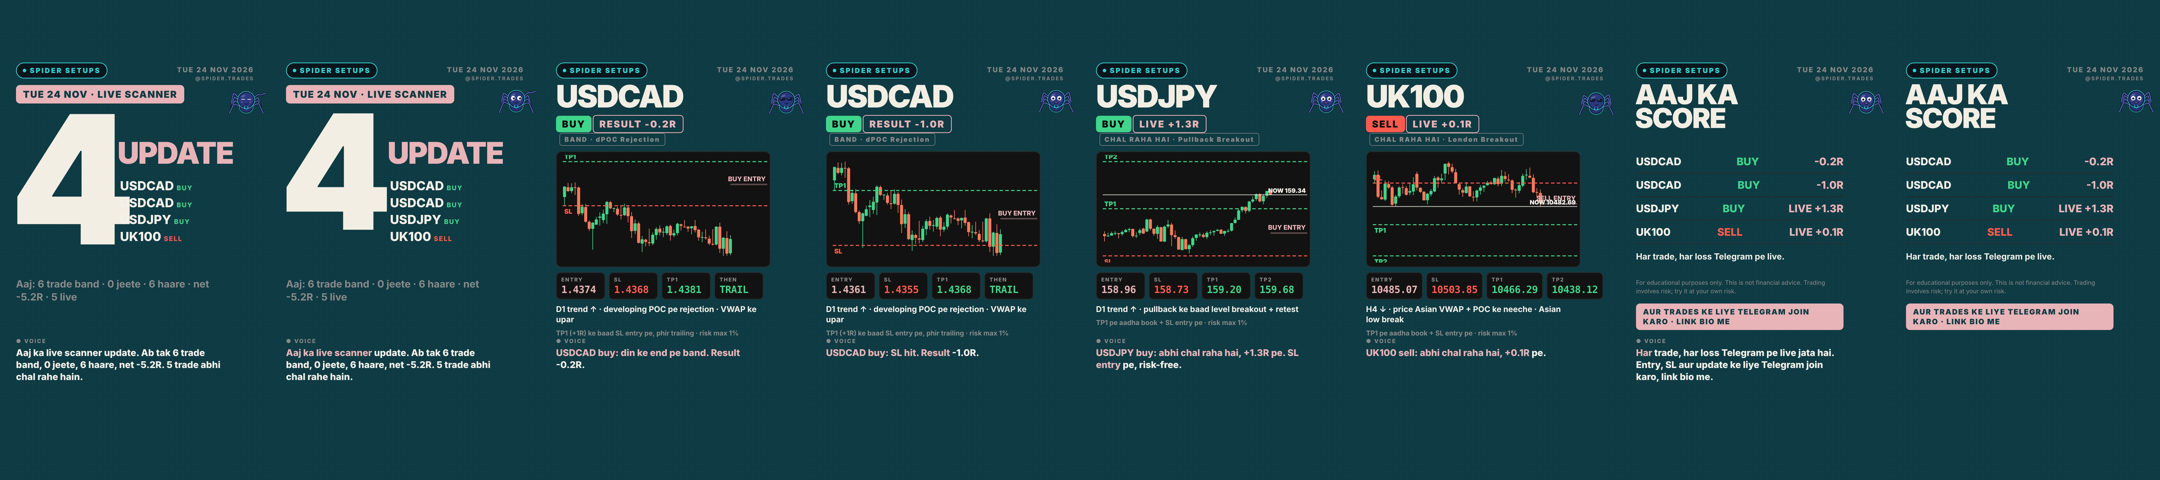 SPIDER SETUPS
TUE 24 NOV 2026
@SPIDER.TRADES
TUE 24 NOV · LIVE SCANNER
4
UPDATE
USDCAD BUY
USDCAD BUY
USDJPY BUY
UK100 SELL
Aaj: 6 trade band · 0 jeete · 6 haare · net
-5.2R · 5 live
VOICE
Aaj ka live scanner update. Ab tak 6 trade
band, 0 jeete, 6 haare, net -5.2R. 5 trade abhi
chal rahe hain.
SPIDER SETUPS
TUE 24 NOV 2026
@SPIDER.TRADES
TUE 24 NOV · LIVE SCANNER
4
UPDATE
USDCAD BUY
USDCAD BUY
USDJPY BUY
UK100 SELL
Aaj: 6 trade band · 0 jeete · 6 haare · net
-5.2R · 5 live
VOICE
Aaj ka live scanner update. Ab tak 6 trade
band, 0 jeete, 6 haare, net -5.2R. 5 trade abhi
chal rahe hain.
SPIDER SETUPS
TUE 24 NOV 2026
@SPIDER.TRADES
USDCAD
BUY RESULT -0.2R
BAND · dPOC Rejection
TP1
BUY ENTRY
SL
ENTRY SL TP1 THEN
1.4374 1.4368 1.4381 TRAIL
D1 trend ↑ · developing POC pe rejection · VWAP ke
upar
TP1 (+1R) ke baad SL entry pe, phir trailing · risk max 1%
VOICE
USDCAD buy: din ke end pe band. Result
-0.2R.
SPIDER SETUPS
TUE 24 NOV 2026
@SPIDER.TRADES
USDCAD
BUY RESULT -1.0R
BAND · dPOC Rejection
TP1
BUY ENTRY
SL
ENTRY SL TP1 THEN
1.4361 1.4355 1.4368 TRAIL
D1 trend ↑ · developing POC pe rejection · VWAP ke
upar
TP1 (+1R) ke baad SL entry pe, phir trailing · risk max 1%
VOICE
USDCAD buy: SL hit. Result -1.0R.
SPIDER SETUPS
TUE 24 NOV 2026
@SPIDER.TRADES
USDJPY
BUY LIVE +1.3R
CHAL RAHA HAI · Pullback Breakout
TP2
NOW 159.34
TP1
BUY ENTRY
SL
ENTRY SL TP1 TP2
158.96 158.73 159.20 159.68
D1 trend ↑ · pullback ke baad level breakout + retest
TP1 pe aadha book + SL entry pe · risk max 1%
VOICE
USDJPY buy: abhi chal raha hai, +1.3R pe. SL
entry pe, risk-free.
SPIDER SETUPS
TUE 24 NOV 2026
@SPIDER.TRADES
UK100
SELL LIVE +0.1R
CHAL RAHA HAI · London Breakout
SL
SELL ENTRY
NOW 10482.69
TP1
TP2
ENTRY SL TP1 TP2
10485.07 10503.85 10466.29 10438.12
H4 ↓ · price Asian VWAP + POC ke neeche · Asian
low break
TP1 pe aadha book + SL entry pe · risk max 1%
VOICE
UK100 sell: abhi chal raha hai, +0.1R pe.
SPIDER SETUPS
TUE 24 NOV 2026
@SPIDER.TRADES
AAJ KA
SCORE
USDCAD BUY -0.2R
USDCAD BUY -1.0R
USDJPY BUY LIVE +1.3R
UK100 SELL LIVE +0.1R
Har trade, har loss Telegram pe live.
For educational purposes only. This is not financial advice. Trading
involves risk; try it at your own risk.
AUR TRADES KE LIYE TELEGRAM JOIN
KARO · LINK BIO ME
VOICE
Har trade, har loss Telegram pe live jata hai.
Entry, SL aur update ke liye Telegram join
karo, link bio me.
SPIDER SETUPS
TUE 24 NOV 2026
@SPIDER.TRADES
AAJ KA
SCORE
USDCAD BUY -0.2R
USDCAD BUY -1.0R
USDJPY BUY LIVE +1.3R
UK100 SELL LIVE +0.1R
Har trade, har loss Telegram pe live.
For educational purposes only. This is not financial advice. Trading
involves risk; try it at your own risk.
AUR TRADES KE LIYE TELEGRAM JOIN
KARO · LINK BIO ME